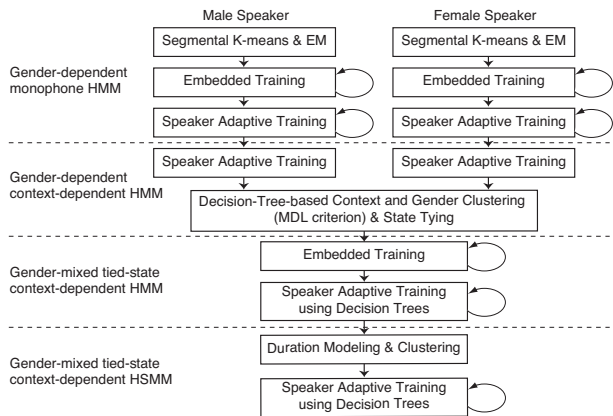 Male Speaker
Female Speaker
Segmental K-means & EM
Segmental K-means & EM
Gender-dependent
monophone HMM
Embedded Training
Embedded Training
Speaker Adaptive Training
Speaker Adaptive Training
Gender-dependent
context-dependent HMM
Speaker Adaptive Training
Speaker Adaptive Training
Decision-Tree-based Context and Gender Clustering
(MDL criterion) & State Tying
Gender-mixed tied-state
context-dependent HMM
Embedded Training
Speaker Adaptive Training
using Decision Trees
Gender-mixed tied-state
context-dependent HSMM
Duration Modeling & Clustering
Speaker Adaptive Training
using Decision Trees